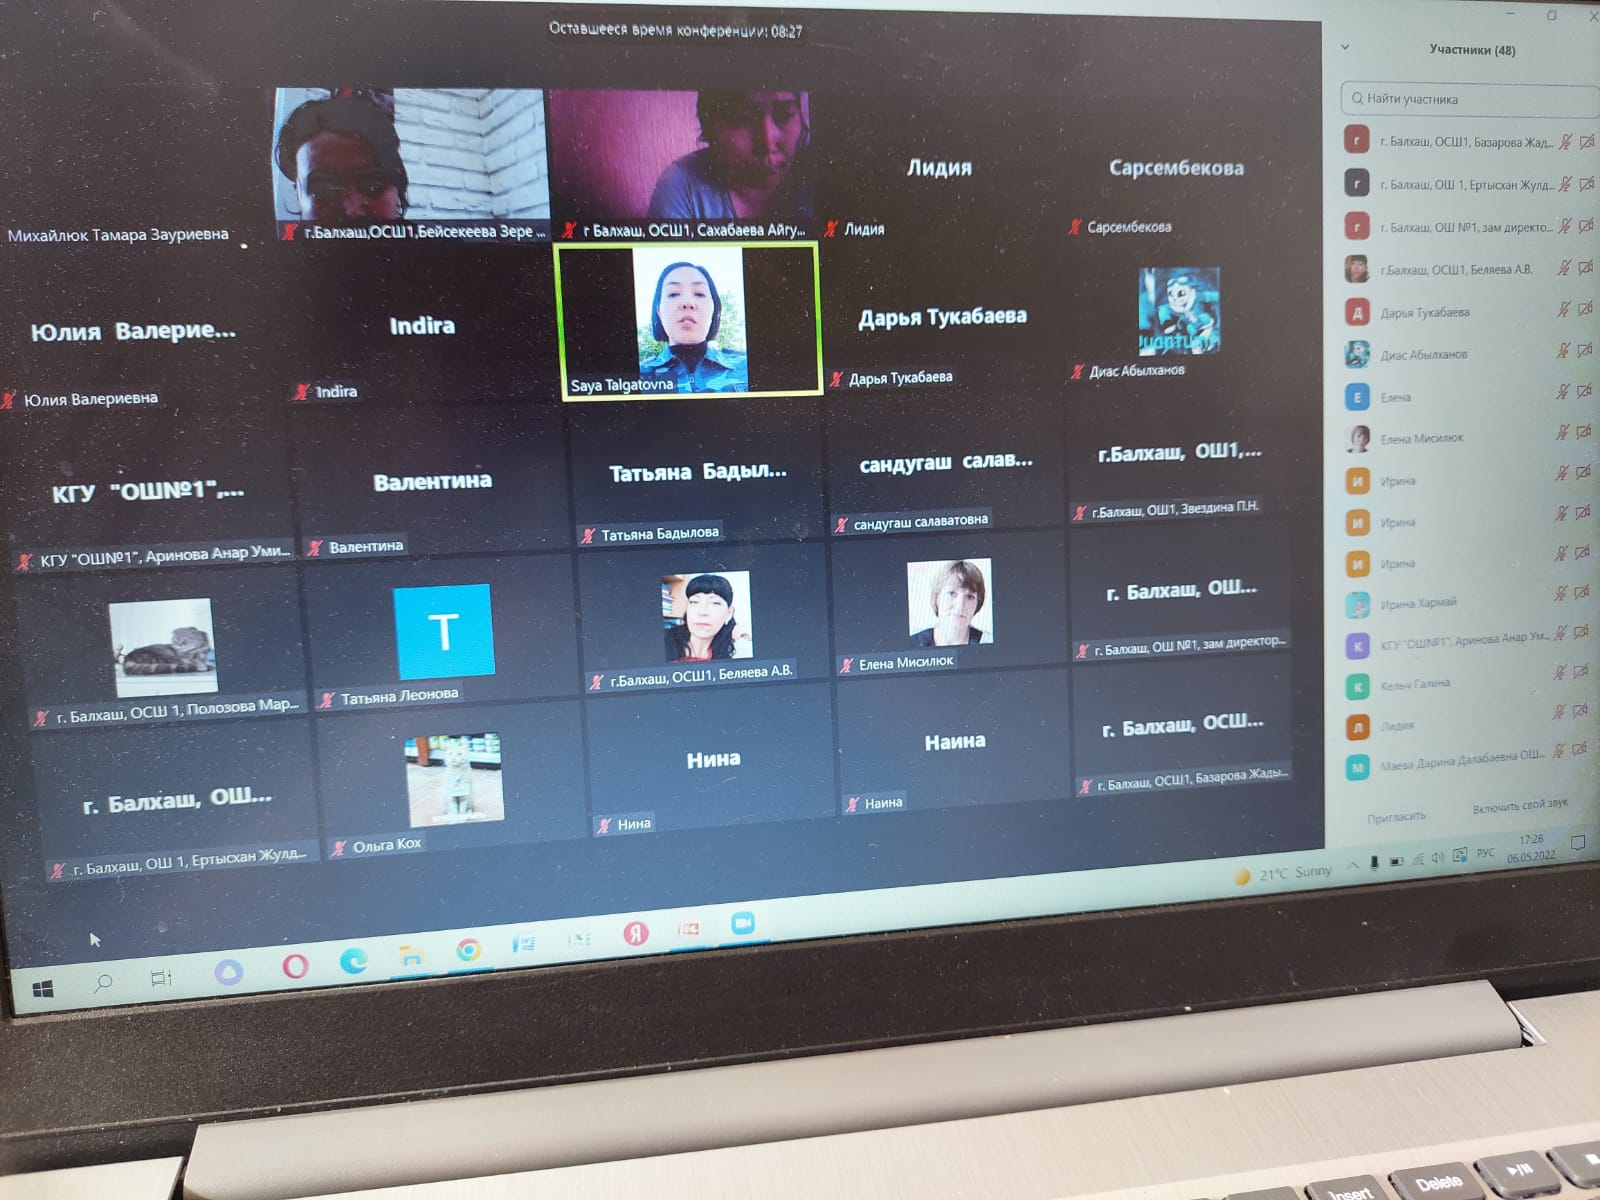 Оставшееся время конференции: 08:27
Михайлюк Тамара Зауриевна
г.Балхаш,ОСШ1,Бейсекеева Зере ...
г Балхаш, ОСШ1, Сахабаева Айгу...
Лидия
Лидия
Сарсембекова
Сарсембекова
Юлия Валерие...
Юлия Валериевна
Indira
Indira
Saya Talgatovna
Дарья Тукабаева
Дарья Тукабаева
Диас Абылханов
КГУ "ОШ№1",...
КГУ "ОШ№1", Аринова Анар Уми...
Валентина
Валентина
Татьяна Бадыл...
Татьяна Бадылова
сандугаш салав...
сандугаш салаватовна
г.Балхаш, ОШ1,...
г.Балхаш, ОШ1, Звездина П.Н.
г. Балхаш, ОСШ 1, Полозова Мар...
Т
Татьяна Леонова
г.Балхаш, ОСШ1, Беляева А.В.
Елена Мисилюк
г. Балхаш, ОШ...
г. Балхаш, ОШ №1, зам директор...
г. Балхаш, ОШ...
г. Балхаш, ОШ 1, Ертысхан Жулд...
Ольга Кох
Нина
Нина
Наина
Наина
г. Балхаш, ОСШ...
г. Балхаш, ОСШ1, Базарова Жады...
Участники (48)
Найти участника
г г. Балхаш, ОСШ1, Базарова Жад...
г г. Балхаш, ОШ 1, Ертысхан Жулд...
г г. Балхаш, ОШ №1, зам директо...
г.Балхаш, ОСШ1, Беляева А.В.
Д Дарья Тукабаева
Диас Абылханов
Е Елена
Елена Мисилюк
И Ирина
И Ирина
И Ирина
Ирина Хармай
К КГУ "ОШ№1", Аринова Анар Ум...
К Кельч Галина
Л Лидия
М Маева Дарина Далабаевна ОШ...
Пригласить Включить свой звук
21°C Sunny РУС 17:28
06.05.2022
Insert Delete